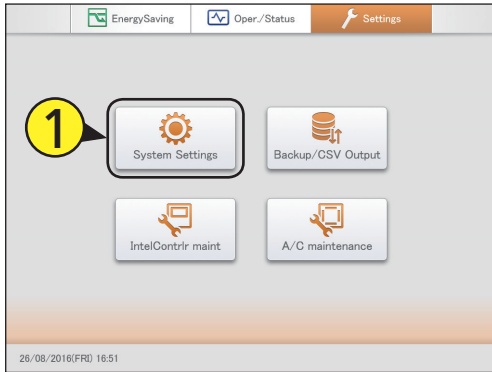 EnergySaving Oper./Status Settings
1
System Settings Backup/CSV Output
IntelContrlr maint A/C maintenance
26/08/2016(FRI) 16:51